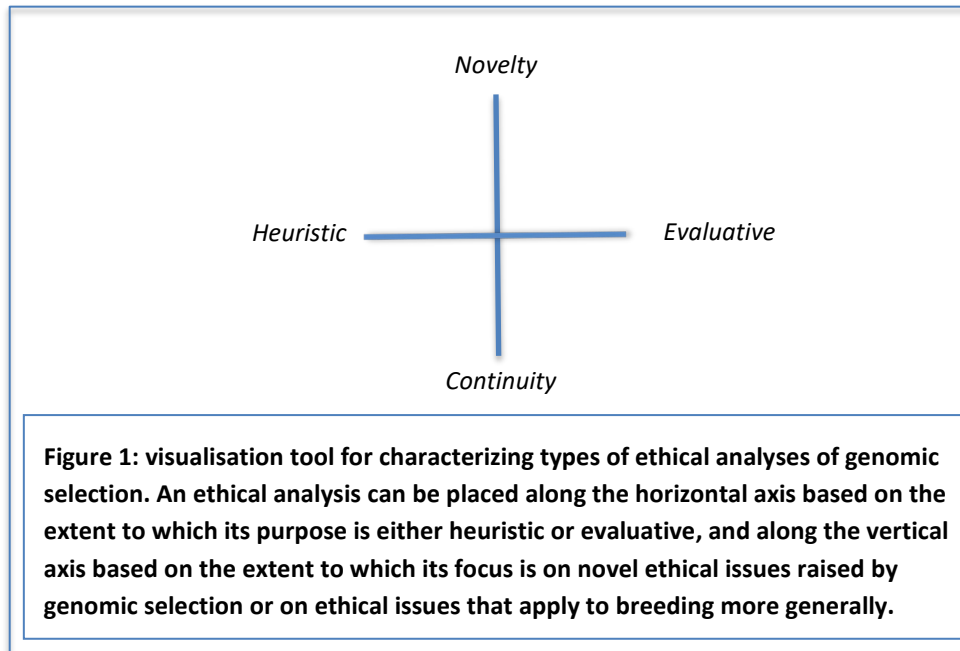 Novelty
Heuristic Evaluative
Continuity
Figure 1: visualisation tool for characterizing types of ethical analyses of genomic
selection. An ethical analysis can be placed along the horizontal axis based on the
extent to which its purpose is either heuristic or evaluative, and along the vertical
axis based on the extent to which its focus is on novel ethical issues raised by
genomic selection or on ethical issues that apply to breeding more generally.